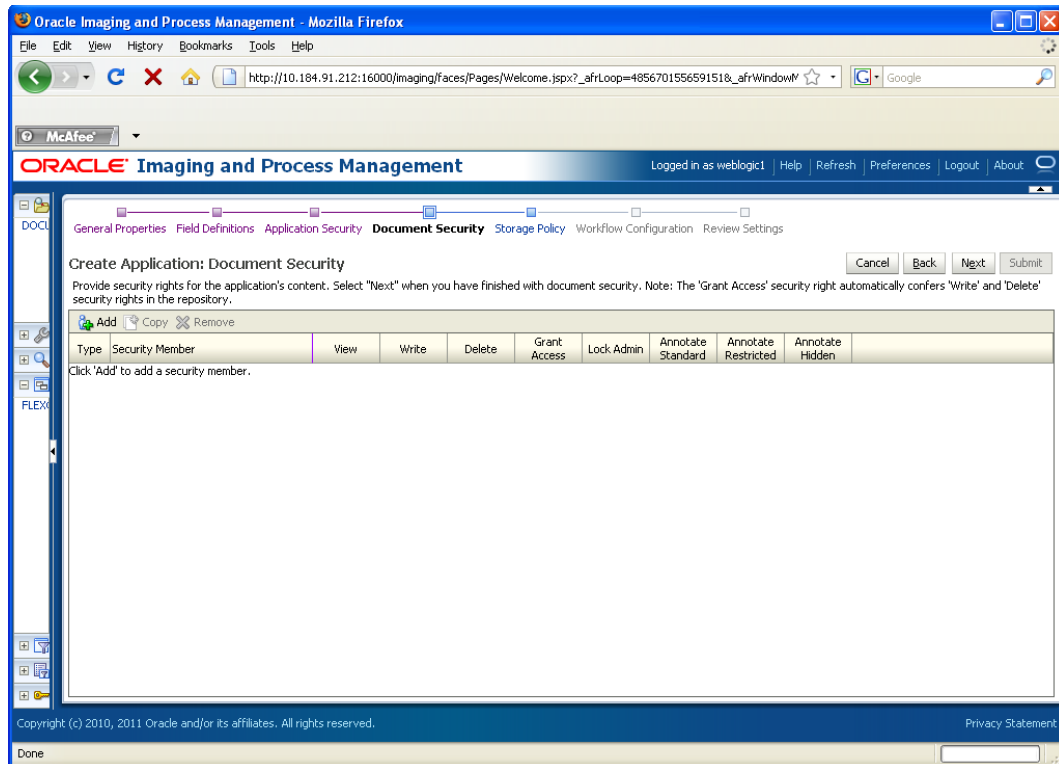 Oracle Imaging and Process Management - Mozilla Firefox
File Edit View History Bookmarks Tools Help
http://10.184.91.212:16000/imaging/faces/Pages/Welcome.jspx?_afrLoop=4856701556591518&_afrWindowM
G Google
McAfee
ORACLE Imaging and Process Management Logged in as weblogic1 | Help | Refresh | Preferences | Logout | About
DOCU
General Properties Field Definitions Application Security Document Security Storage Policy Workflow Configuration Review Settings
Create Application: Document Security Cancel Back Next Submit
Provide security rights for the application's content. Select "Next" when you have finished with document security. Note: The 'Grant Access' security right automatically confers 'Write' and 'Delete'
security rights in the repository.
Add Copy Remove
Type Security Member View Write Delete Grant Access Lock Admin Annotate Standard Annotate Restricted Annotate Hidden
Click 'Add' to add a security member.
FLEX
Copyright (c) 2010, 2011 Oracle and/or its affiliates. All rights reserved. Privacy Statement
Done